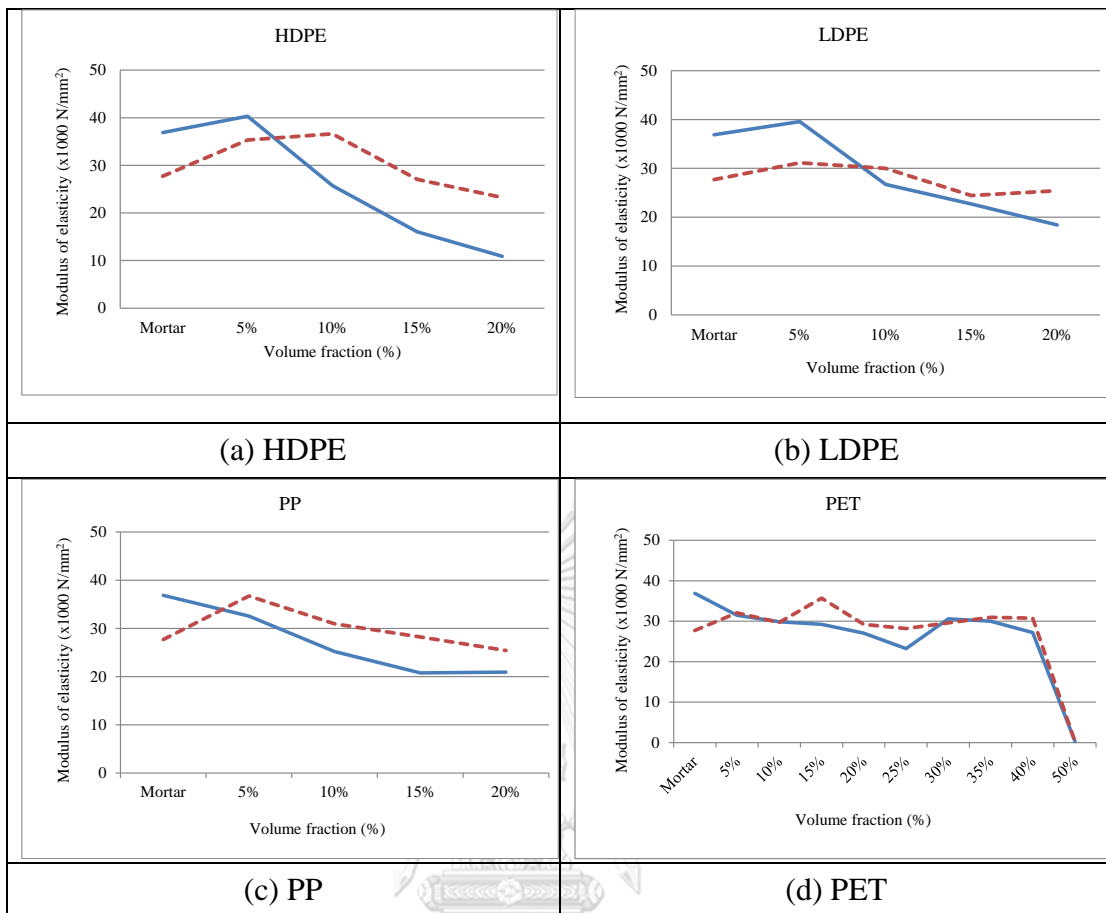 HDPE
Modulus of elasticity (x1000 N/mm²)
50
40
30
20
10
0
Mortar 5% 10% 15% 20%
Volume fraction (%)
(a) HDPE
LDPE
Modulus of elasticity (x1000 N/mm²)
50
40
30
20
10
0
Mortar 5% 10% 15% 20%
Volume fraction (%)
(b) LDPE
PP
Modulus of elasticity (x1000 N/mm²)
50
40
30
20
10
0
Mortar 5% 10% 15% 20%
Volume fraction (%)
(c) PP
PET
Modulus of elasticity (x1000 N/mm²)
50
40
30
20
10
0
Mortar 5% 10% 15% 20% 25% 30% 35% 40% 50%
Volume fraction (%)
(d) PET